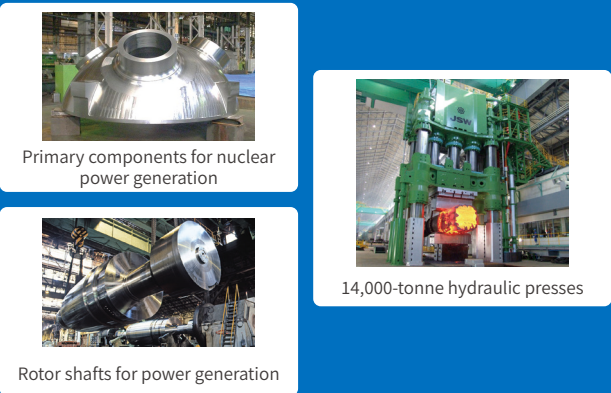 Primary components for nuclear
power generation
JSW
14,000-tonne hydraulic presses
Rotor shafts for power generation